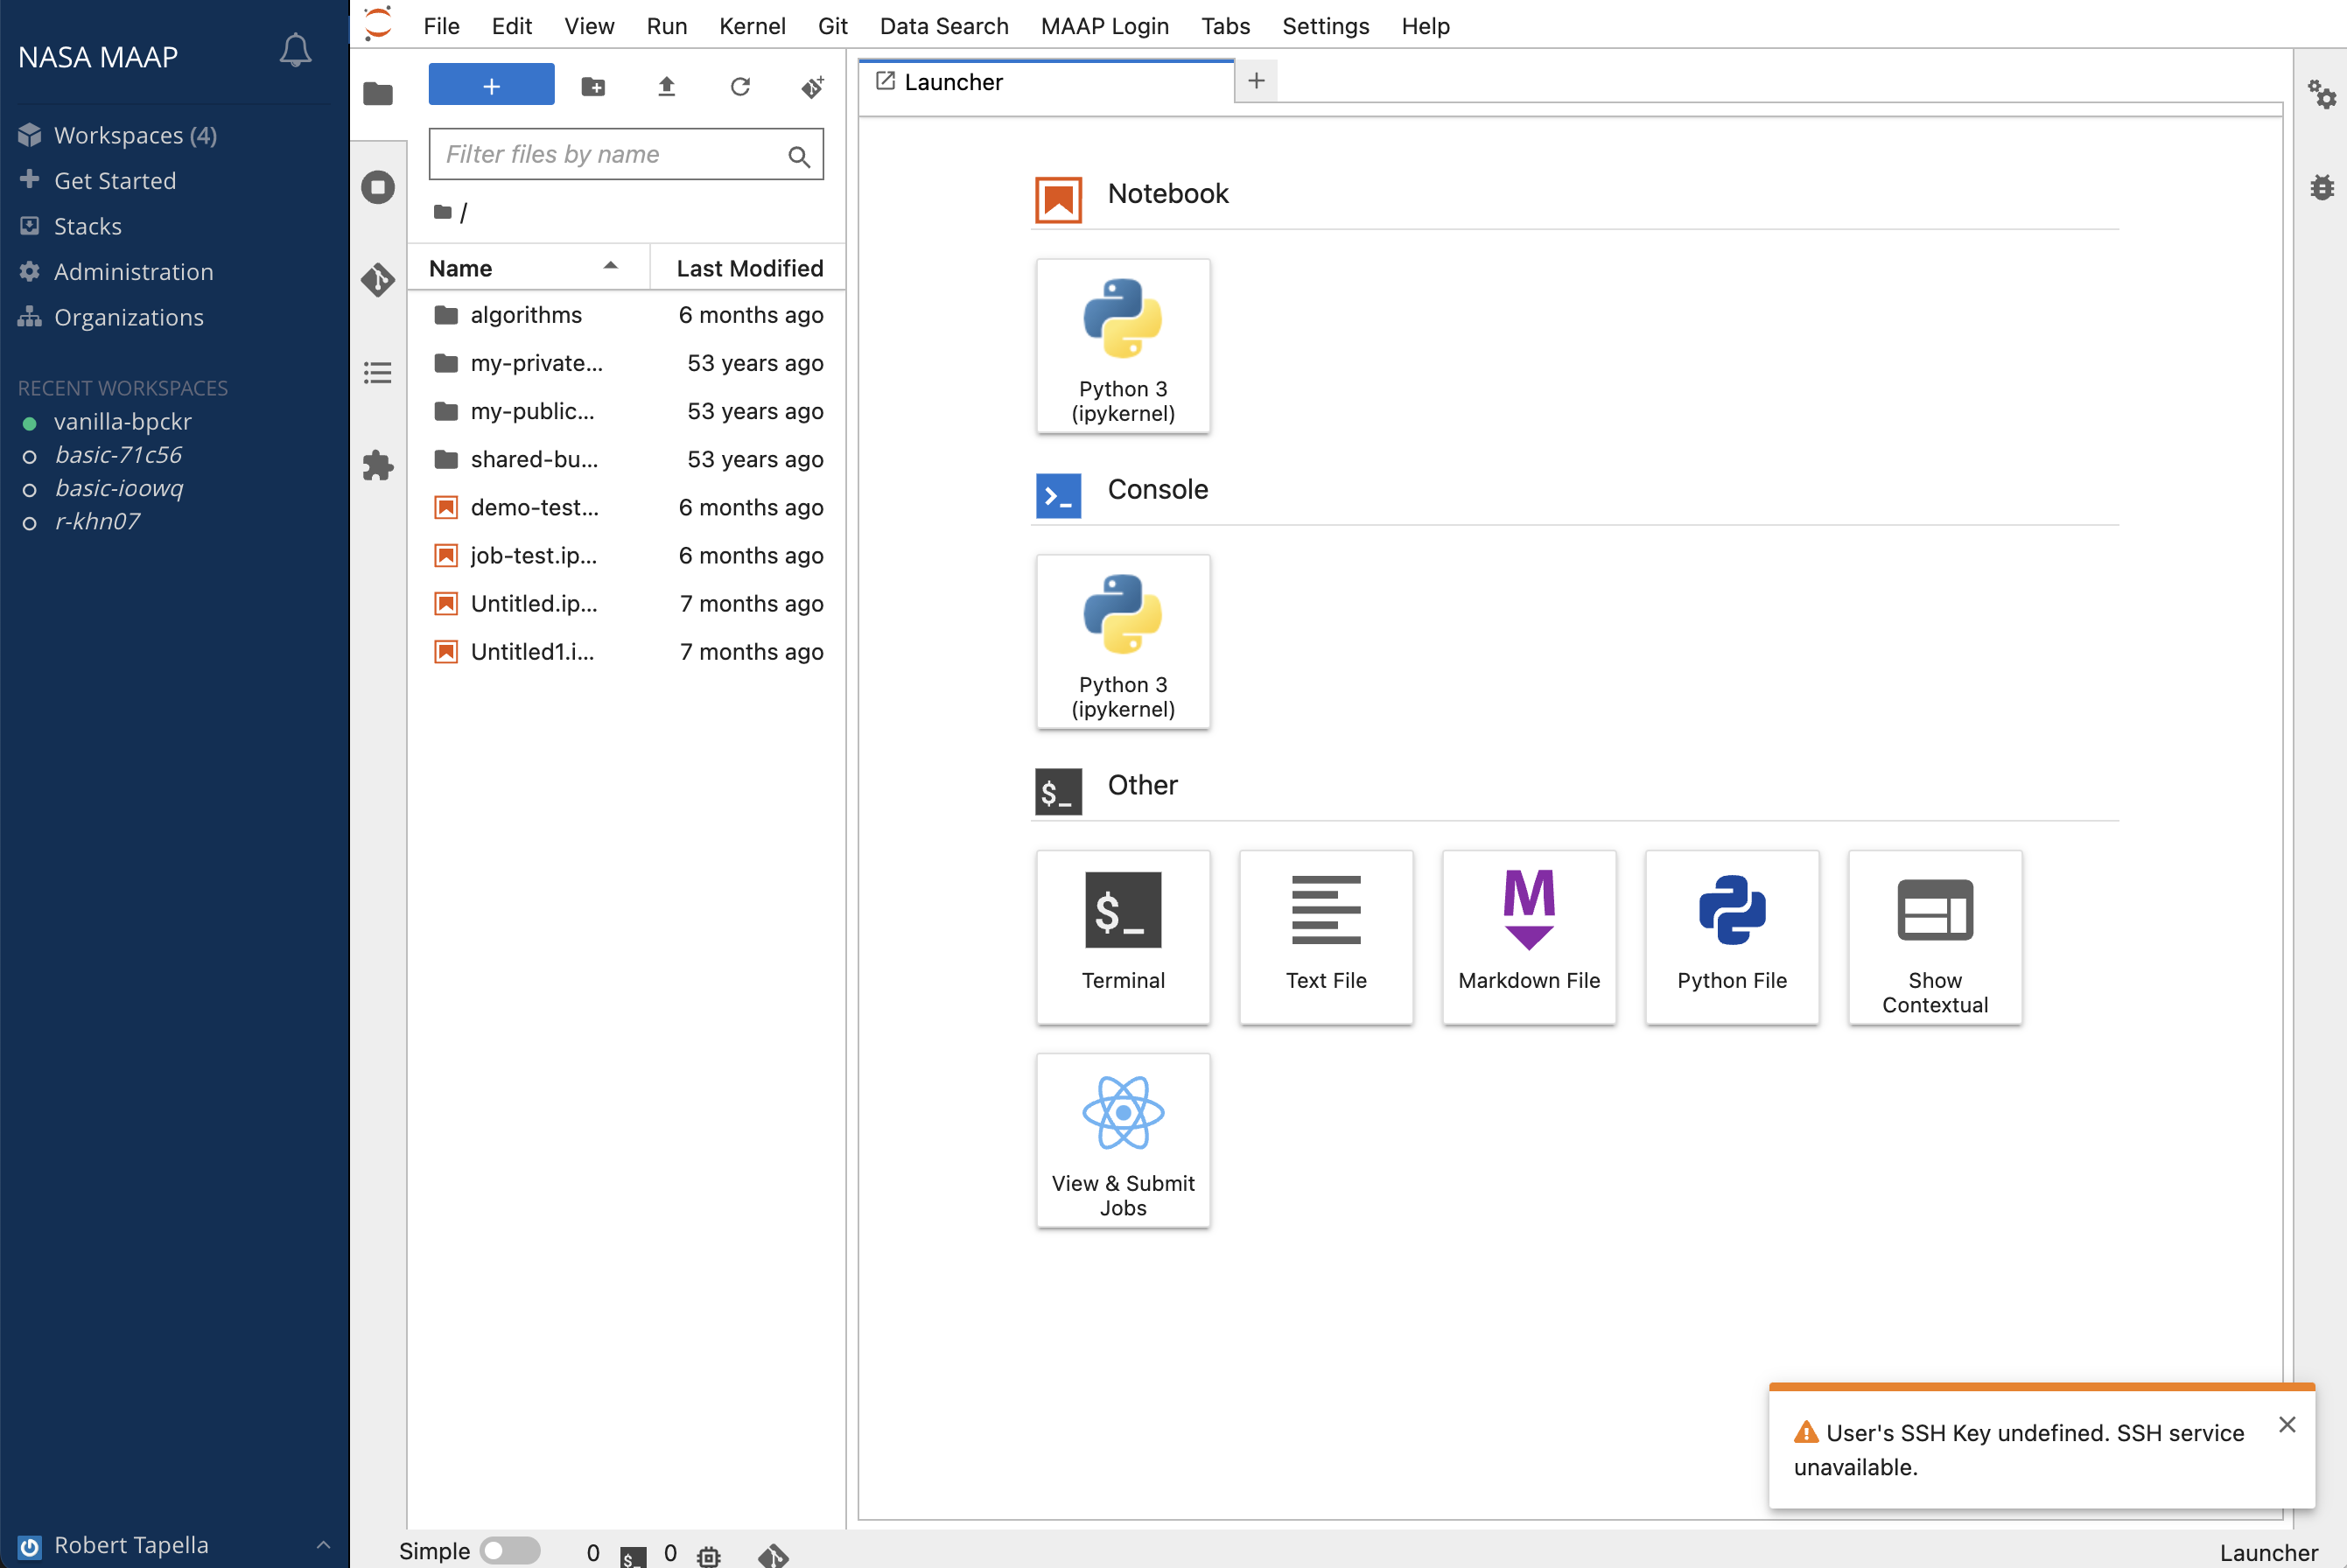 NASA MAAP
Workspaces (4)
Get Started
Stacks
Administration
Organizations
RECENT WORKSPACES
vanilla-bpckr
basic-71c56
basic-ioowq
r-khn07
Robert Tapella
File Edit View Run Kernel Git Data Search MAAP Login Tabs Settings Help
+
Filter files by name
/
Name Last Modified
algorithms 6 months ago
my-private... 53 years ago
my-public... 53 years ago
shared-bu... 53 years ago
demo-test... 6 months ago
job-test.ip... 6 months ago
Untitled.ip... 7 months ago
Untitled1.i... 7 months ago
Launcher
+
Notebook
Python 3
(ipykernel)
Console
Python 3
(ipykernel)
$_ Other
$_
Terminal
Text File
M
Markdown File
Python File
Show
Contextual
View & Submit
Jobs
User's SSH Key undefined. SSH service
unavailable.
Simple 0 $_ 0
Launcher